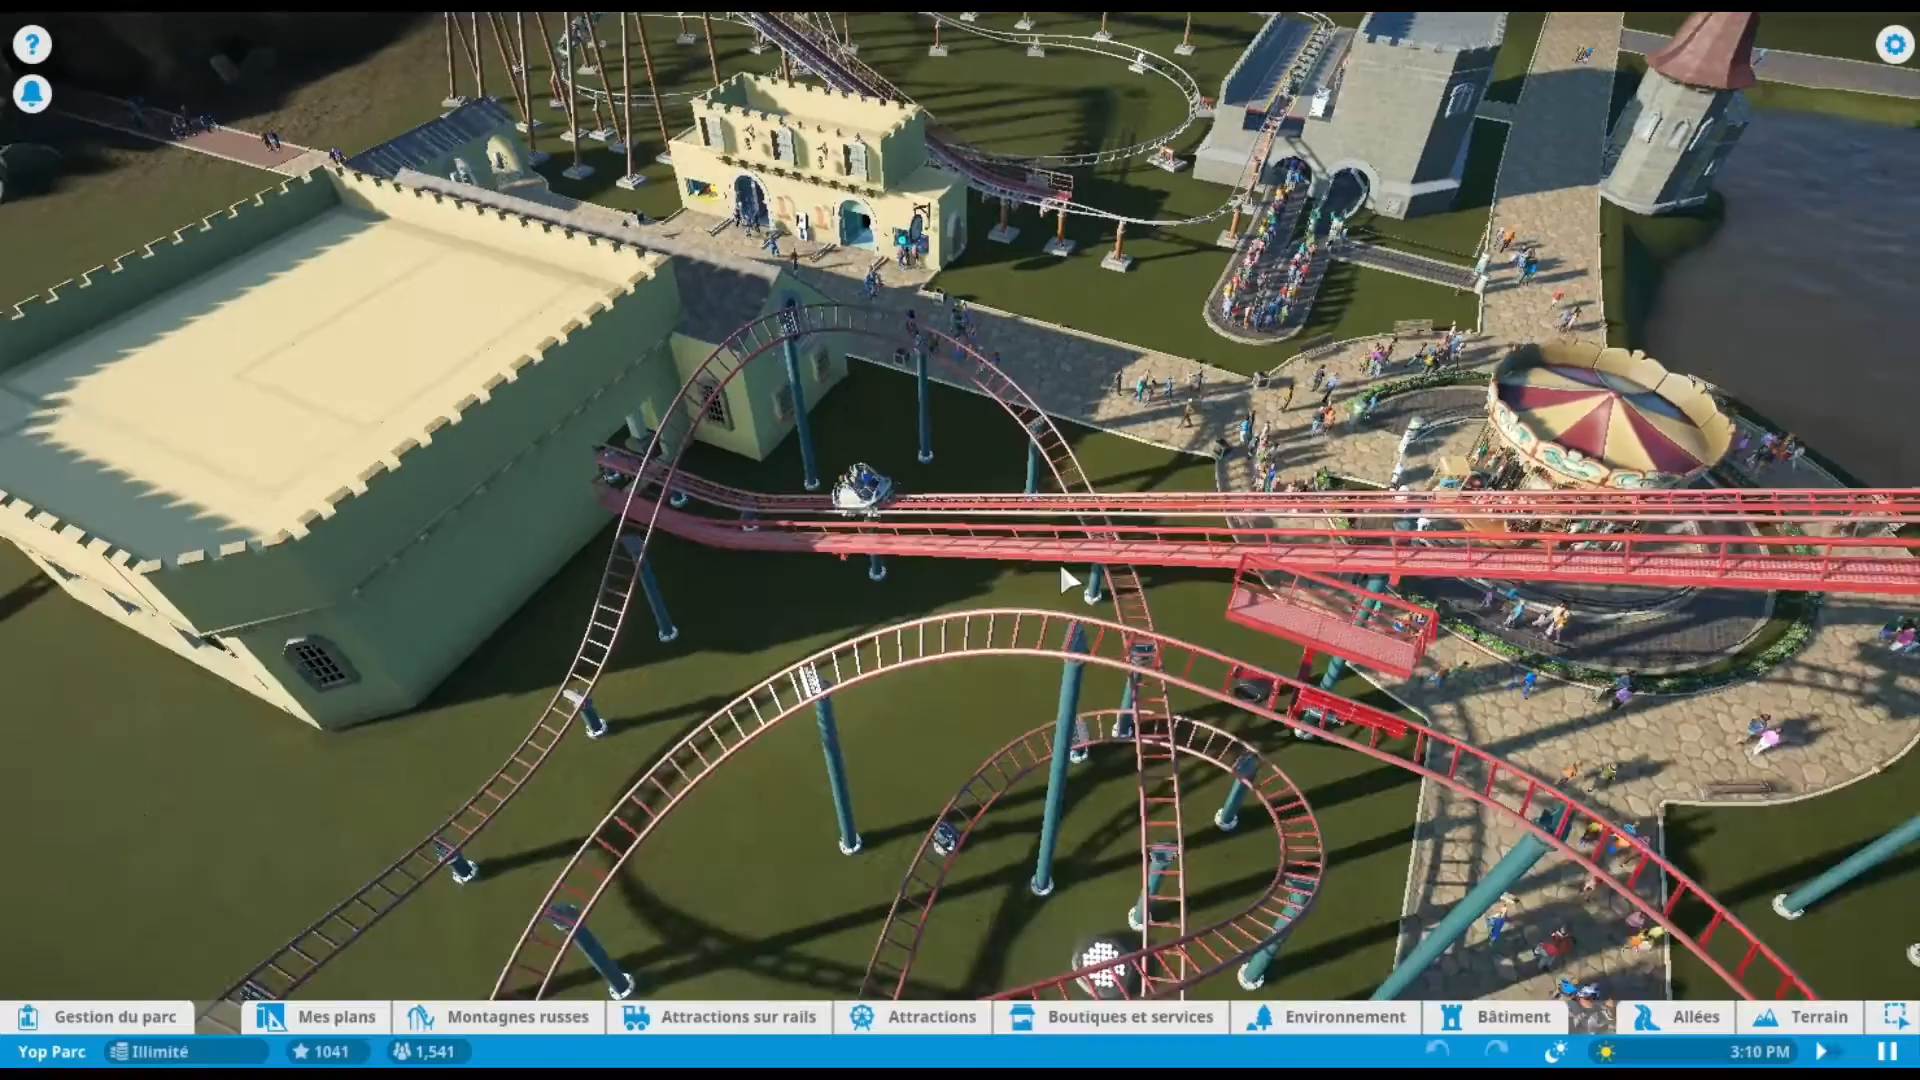 ?
Gestion du parc
Mes plans
Montagnes russes
Attractions sur rails
Attractions
Boutiques et services
Environnement
Bâtiment
Allées
Terrain
Yop Parc
Illimité
1041
1,541
3:10 PM